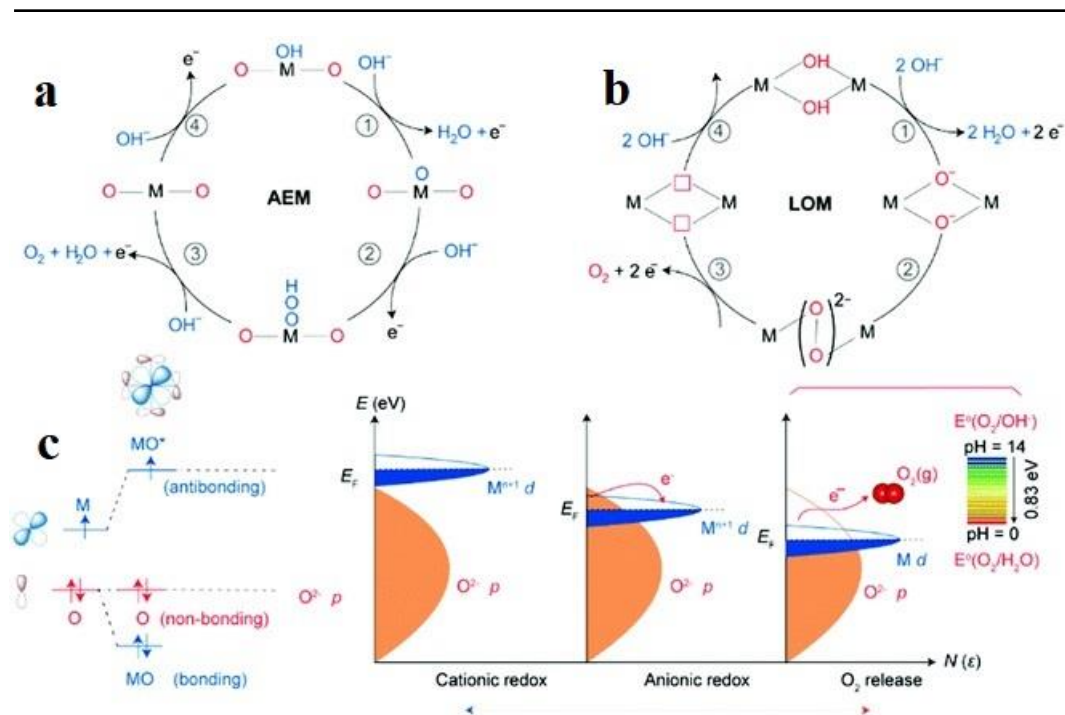 a
e⁻
OH
O—M—O
OH⁻
④
①
OH⁻
H₂O + e⁻
O—M—O
AEM
O
O—M—O
③
②
O₂ + H₂O + e⁻
OH⁻
OH⁻
H
O
O
O—M—O
e⁻
b
OH
M M
OH
2 OH⁻
④
①
2 OH⁻
2 H₂O + 2 e⁻
M M
LOM
O⁻
M M
O⁻
③
②
O₂ + 2 e⁻
M (O O)²⁻ M
c
MO*
(antibonding)
M
O
O (non-bonding)
MO (bonding)
O²⁻ p
E (eV)
E_F
Mⁿ⁺¹ d
E_F
e⁻
Mⁿ⁺¹ d
O²⁻ p
O²⁻ p
E_F
e⁻
O₂(g)
M d
O²⁻ p
E⁰(O₂/OH⁻)
pH = 14
0.83 eV
pH = 0
E⁰(O₂/H₂O)
N (ε)
Cationic redox
Anionic redox
O₂ release